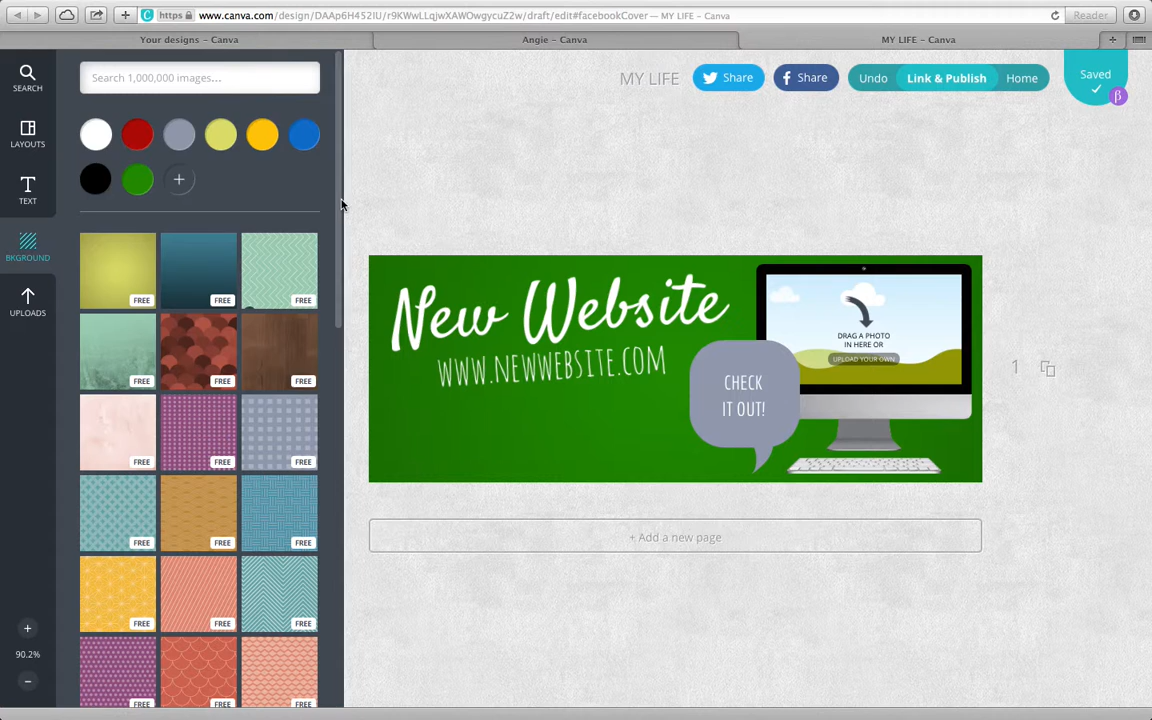 https www.canva.com/design/DAAp6H452IU/r9KWwLLqjwXAWOwgycuZ2w/draft/edit#facebookCover — MY LIFE – Canva
Reader
Your designs – Canva
Angie – Canva
MY LIFE – Canva
SEARCH
LAYOUTS
TEXT
BKGROUND
UPLOADS
90.2%
Search 1,000,000 images...
FREE FREE FREE
FREE FREE FREE
FREE FREE FREE
FREE FREE FREE
FREE FREE FREE
FREE FREE FREE
MY LIFE
Share
Share
Undo
Link & Publish
Home
Saved
β
New Website
WWW.NEWWEBSITE.COM
CHECK
IT OUT!
DRAG A PHOTO
IN HERE OR
UPLOAD YOUR OWN
1
+ Add a new page